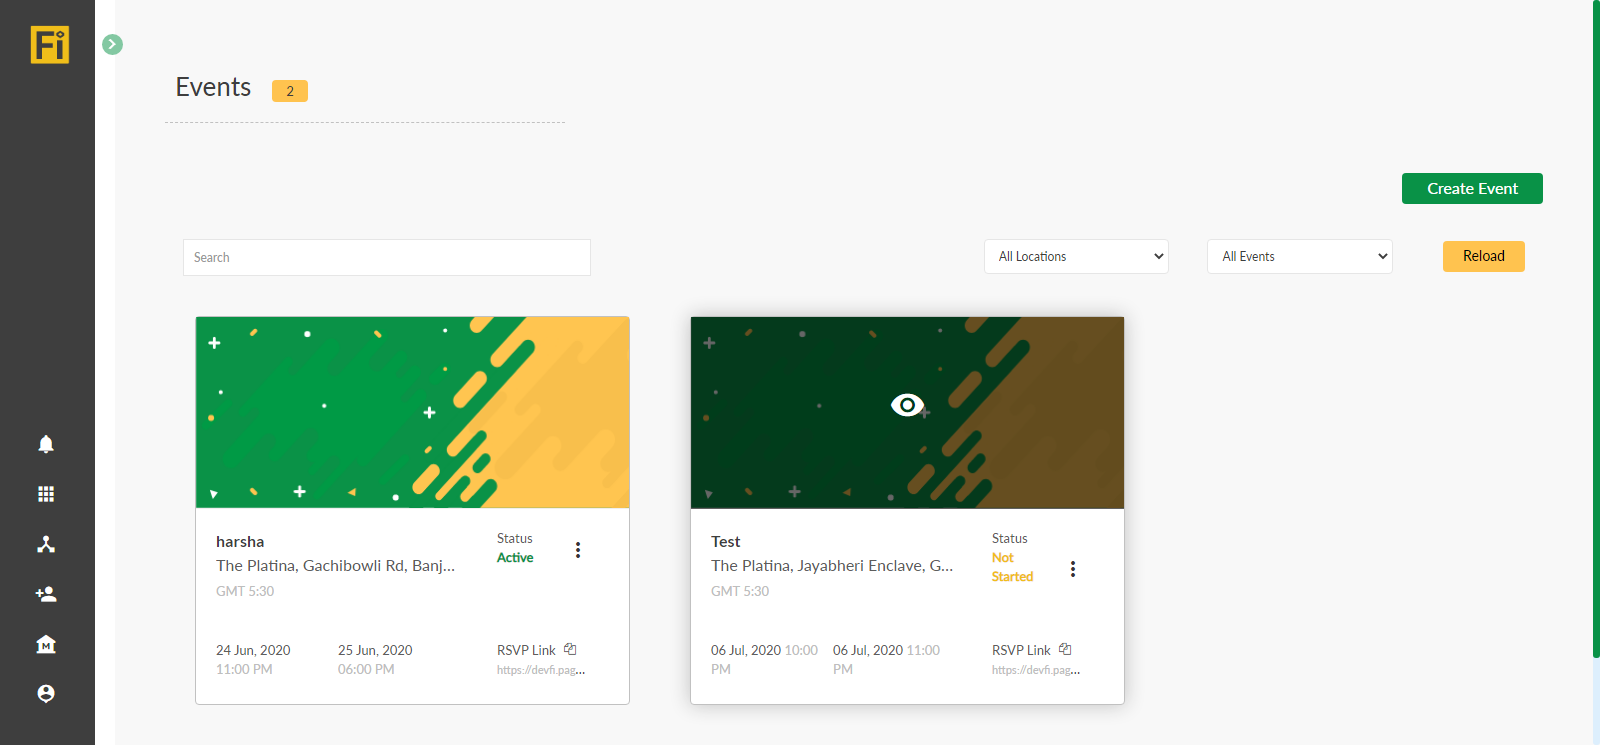 Fi
Events 2
Create Event
Search
All Locations
All Events
Reload
harsha
The Platina, Gachibowli Rd, Banj...
GMT 5:30
Status
Active
24 Jun, 2020
11:00 PM
25 Jun, 2020
06:00 PM
RSVP Link
https://devfi.pag...
Test
The Platina, Jayabheri Enclave, G...
GMT 5:30
Status
Not
Started
06 Jul, 2020 10:00
PM
06 Jul, 2020 11:00
PM
RSVP Link
https://devfi.pag...
M